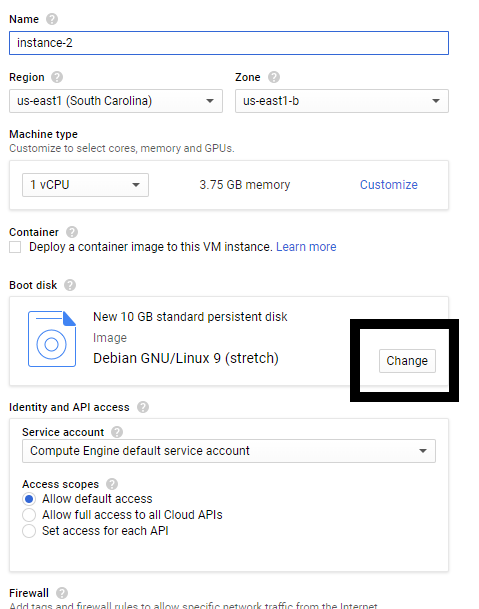 Name
instance-2
Region Zone
us-east1 (South Carolina) us-east1-b
Machine type
Customize to select cores, memory and GPUs.
1 vCPU 3.75 GB memory Customize
Container
Deploy a container image to this VM instance. Learn more
Boot disk
New 10 GB standard persistent disk
Image
Debian GNU/Linux 9 (stretch)
Change
Identity and API access
Service account
Compute Engine default service account
Access scopes
Allow default access
Allow full access to all Cloud APIs
Set access for each API
Firewall
Add tags and firewall rules to allow specific network traffic from the Internet